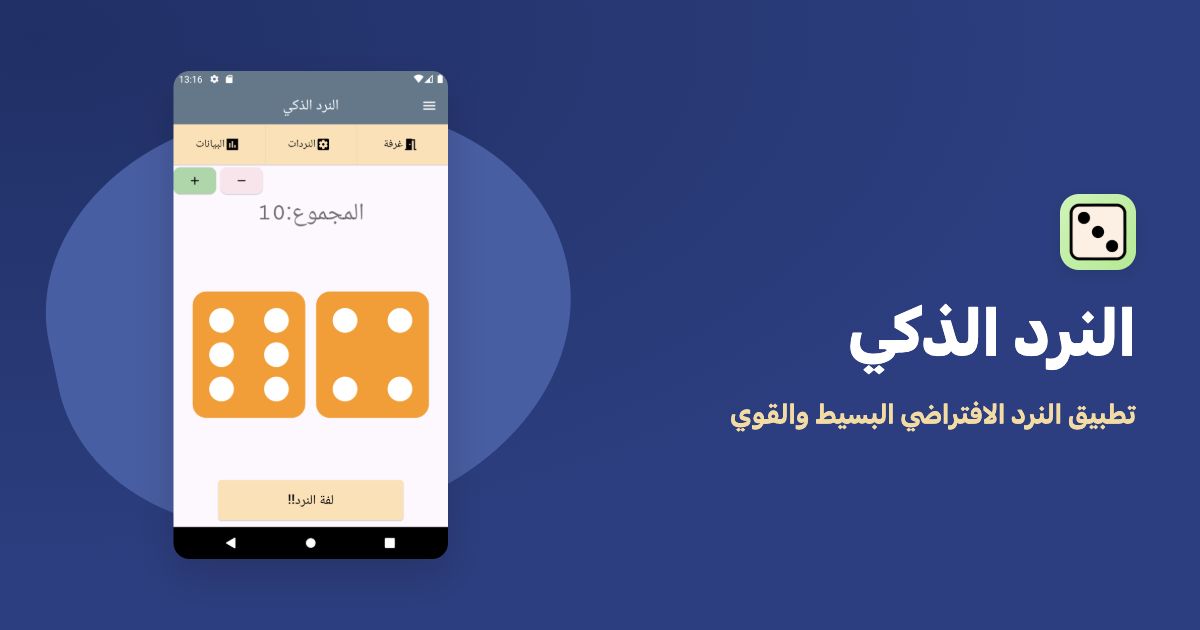 13:16
النرد الذكي
غرفة
النردات
البيانات
+
−
المجموع:10
لفة النرد!!
النرد الذكي
تطبيق النرد الافتراضي البسيط والقوي